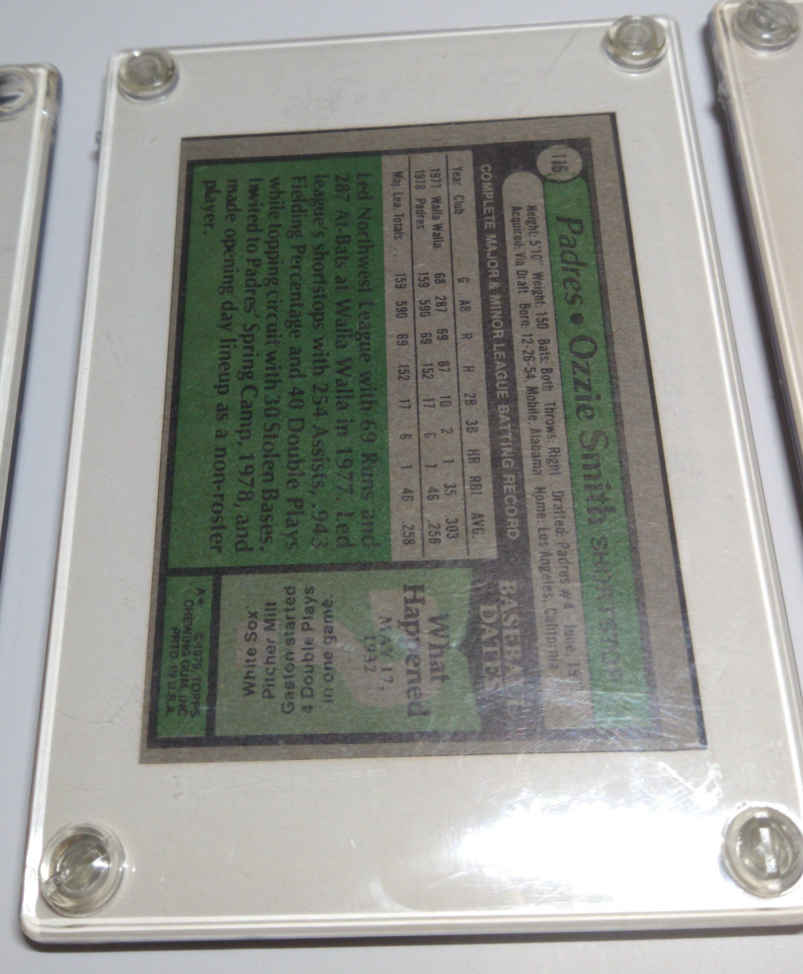 116
Padres • Ozzie Smith SHORTSTOP
Height: 5'10" Weight: 150 Bats: Both Throws: Right Drafted: Padres #4 - June,
Acquired: Via Draft Born: 12-26-54, Mobile, Alabama Home: Los Angeles, California
COMPLETE MAJOR & MINOR LEAGUE BATTING RECORD
Year Club G AB R H 2B 3B HR RBI AVG.
1977 Walla Walla 68 287 69 87 10 2 1 35 .303
1978 Padres 159 590 69 152 17 6 1 46 .258
Maj. Lea. Totals 159 590 69 152 17 6 1 46 .258
Led Northwest League with 69 Runs and
287 At-Bats at Walla Walla in 1977. Led
league's shortstops with 254 Assists, .943
Fielding Percentage and 40 Double Plays
while topping circuit with 30 Stolen Bases.
Invited to Padres' Spring Camp, 1978, and
made opening day lineup as a non-roster
player.
BASEBALL
DATES
What
Happened
MAY 17,
1932
White Sox
Pitcher Milt
Gaston started
4 Double Plays
in one game.
A* ©1979 TOPPS
CHEWING GUM, INC.
PRTD. IN U.S.A.